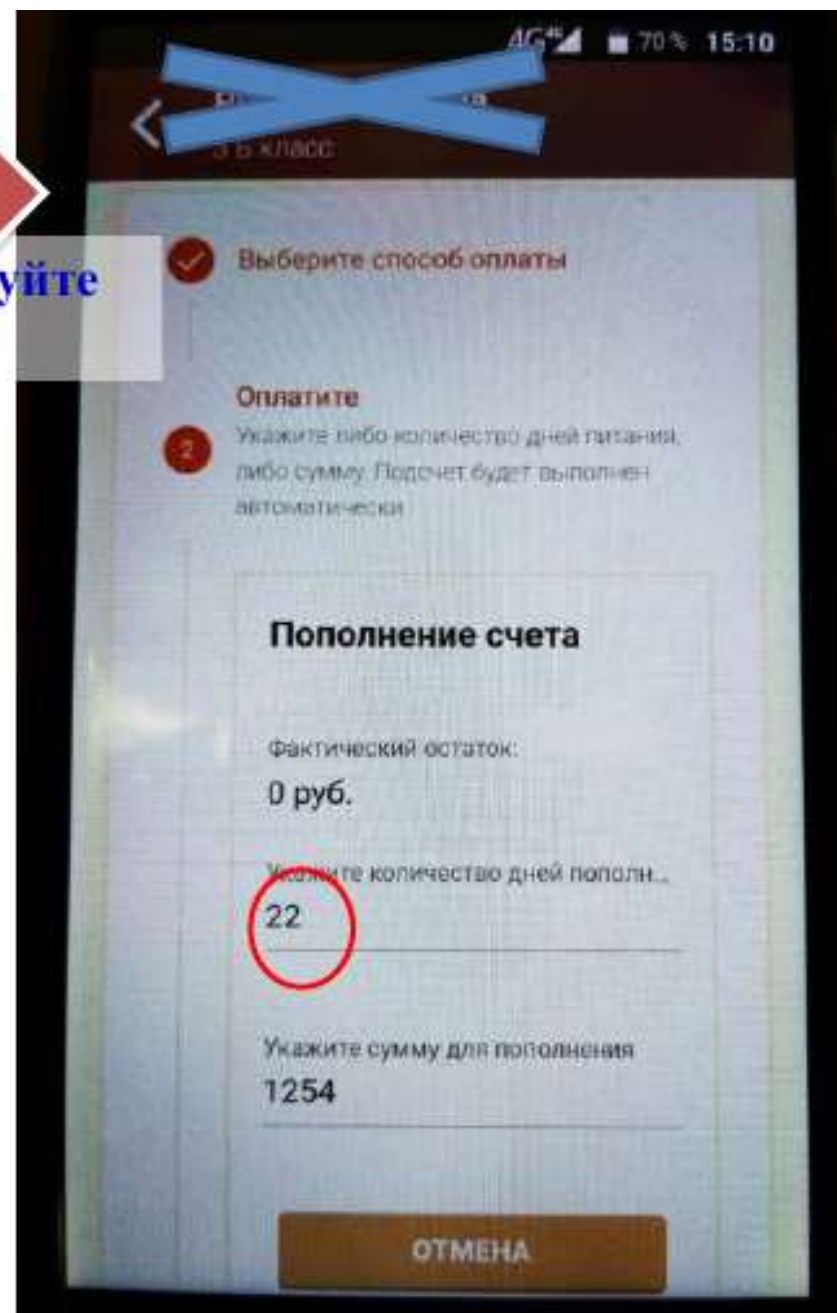 4G 70% 15:10
3 Б класс
уйте
Выберите способ оплаты
Оплатите
2
Укажите либо количество дней питания,
либо сумму. Подсчет будет выполнен
автоматически
Пополнение счета
Фактический остаток:
0 руб.
Укажите количество дней пополн...
22
Укажите сумму для пополнения
1254
ОТМЕНА